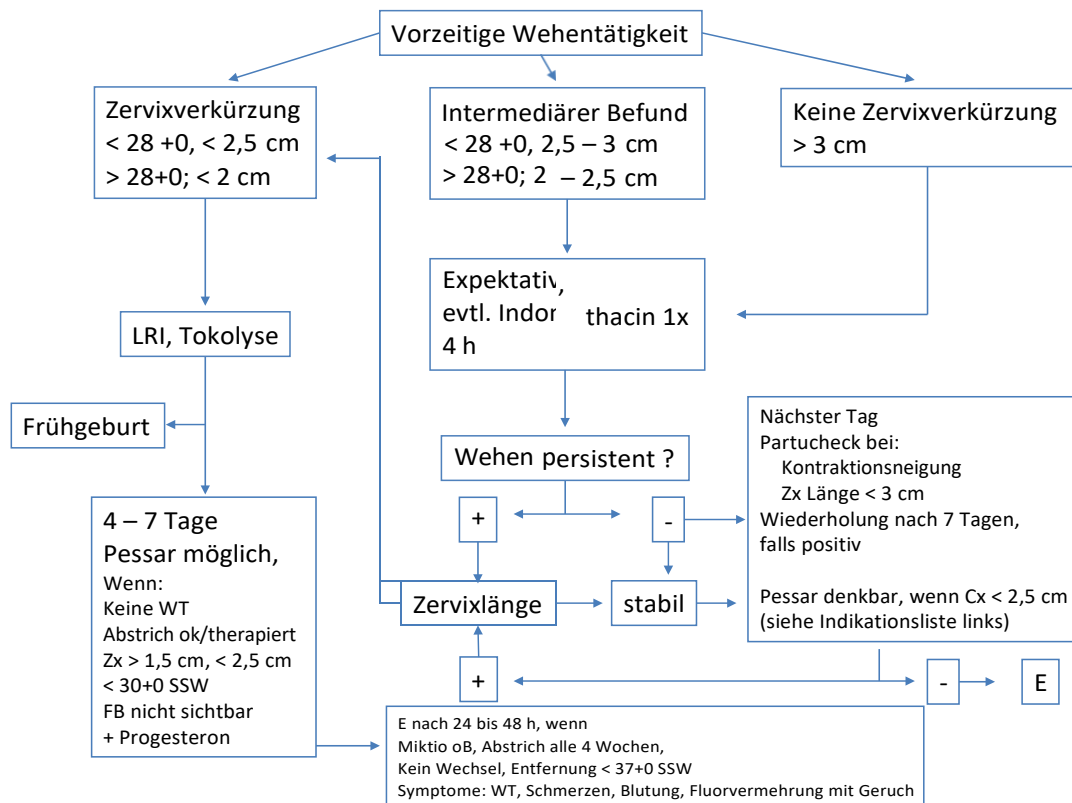 Vorzeitige Wehentätigkeit
Zervixverkürzung
< 28 +0, < 2,5 cm
> 28+0; < 2 cm
Intermediärer Befund
< 28 +0, 2,5 – 3 cm
> 28+0; 2 – 2,5 cm
Keine Zervixverkürzung
> 3 cm
Expektativ,
evtl. Indor thacin 1x
4 h
LRI, Tokolyse
Frühgeburt
Wehen persistent ?
+
-
Nächster Tag
Partucheck bei:
Kontraktionsneigung
Zx Länge < 3 cm
Wiederholung nach 7 Tagen,
falls positiv
Pessar denkbar, wenn Cx < 2,5 cm
(siehe Indikationsliste links)
4 – 7 Tage
Pessar möglich,
Wenn:
Keine WT
Abstrich ok/therapiert
Zx > 1,5 cm, < 2,5 cm
< 30+0 SSW
FB nicht sichtbar
+ Progesteron
Zervixlänge
stabil
+
-
E
E nach 24 bis 48 h, wenn
Miktio oB, Abstrich alle 4 Wochen,
Kein Wechsel, Entfernung < 37+0 SSW
Symptome: WT, Schmerzen, Blutung, Fluorvermehrung mit Geruch